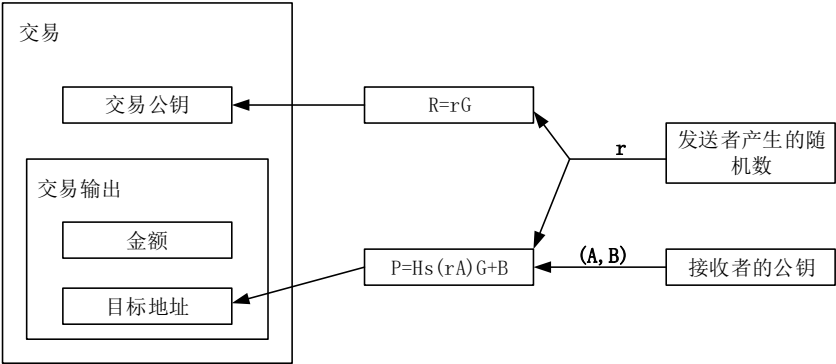 交易
交易公钥
R=rG
r
发送者产生的随
机数
交易输出
金额
P=Hs(rA)G+B
(A,B)
接收者的公钥
目标地址